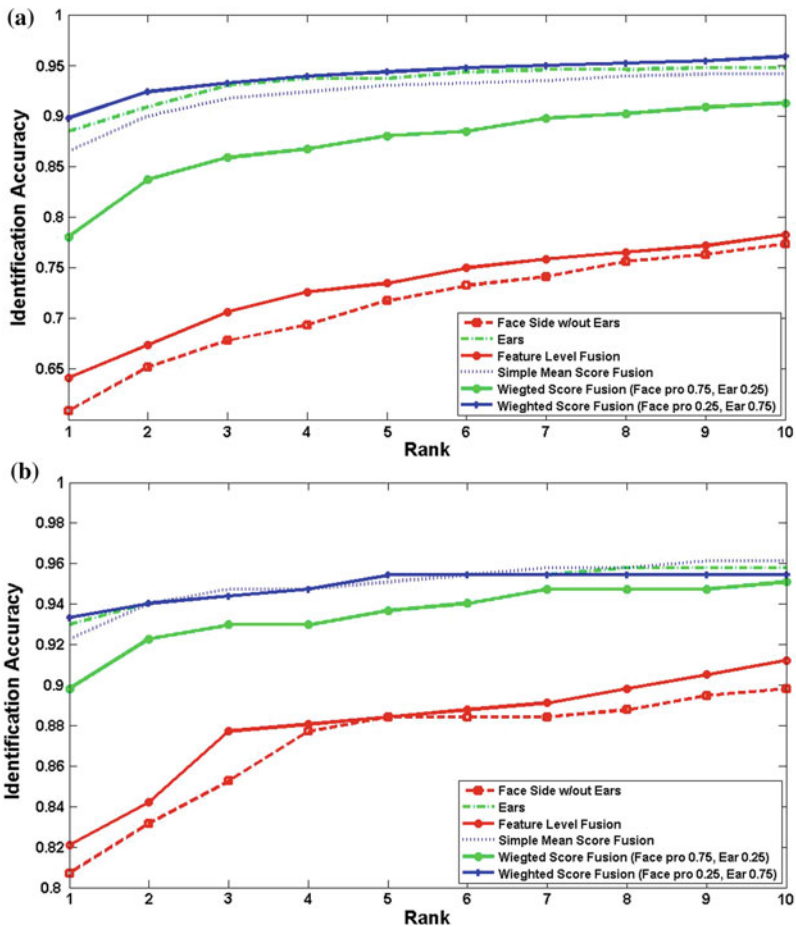 (a)
1
0.95
0.9
0.85
0.8
0.75
0.7
0.65
Identification Accuracy
Face Side w/out Ears
Ears
Feature Level Fusion
Simple Mean Score Fusion
Wiegted Score Fusion (Face pro 0.75, Ear 0.25)
Wieghted Score Fusion (Face pro 0.25, Ear 0.75)
1 2 3 4 5 6 7 8 9 10
Rank
(b)
1
0.98
0.96
0.94
0.92
0.9
0.88
0.86
0.84
0.82
0.8
Identification Accuracy
Face Side w/out Ears
Ears
Feature Level Fusion
Simple Mean Score Fusion
Wiegted Score Fusion (Face pro 0.75, Ear 0.25)
Wieghted Score Fusion (Face pro 0.25, Ear 0.75)
1 2 3 4 5 6 7 8 9 10
Rank